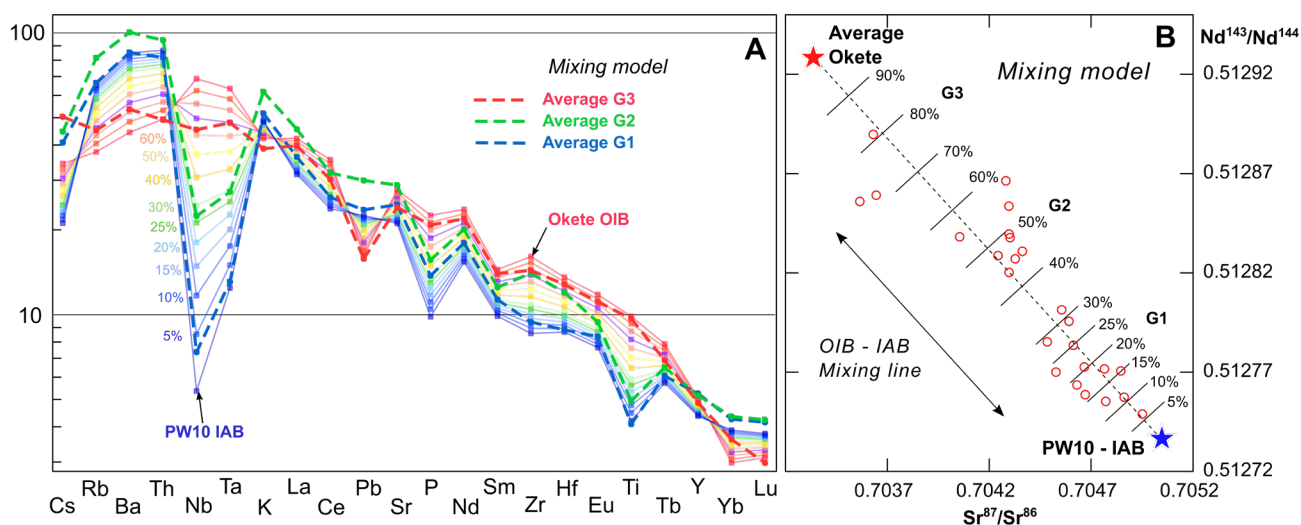 100
10
A
Mixing model
Average G3
Average G2
Average G1
60%
50%
40%
30%
25%
20%
15%
10%
5%
Okete OIB
PW10 IAB
Cs Rb Ba Th Nb Ta K La Ce Pb Sr P Nd Sm Zr Hf Eu Ti Tb Y Yb Lu
B
Average
Okete
Mixing model
90%
G3
80%
70%
60%
G2
50%
40%
30%
G1
25%
20%
15%
10%
5%
OIB - IAB
Mixing line
PW10 - IAB
Nd¹⁴³/Nd¹⁴⁴
0.51292
0.51287
0.51282
0.51277
0.51272
0.7037 0.7042 0.7047 0.7052
Sr⁸⁷/Sr⁸⁶